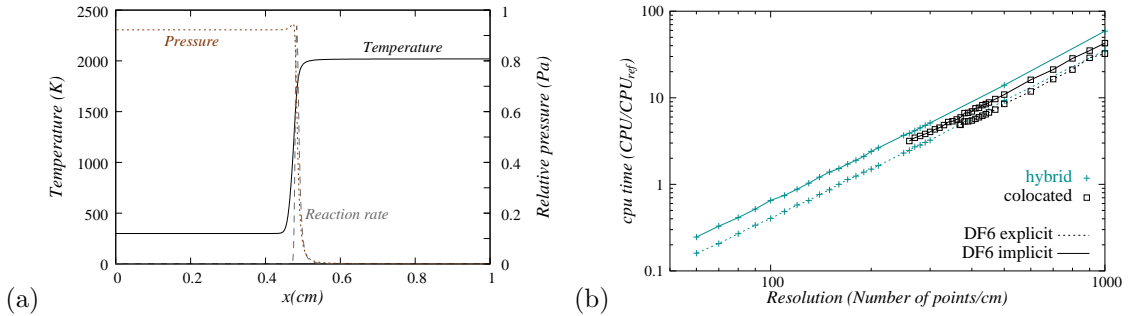 2500
2000
1500
1000
500
0
Temperature (K)
0
0.2
0.4
0.6
0.8
1
x(cm)
1
0.8
0.6
0.4
0.2
0
Relative pressure (Pa)
Pressure
Temperature
Reaction rate
(a)
100
10
1
0.1
cpu time (CPU/CPUref)
100
1000
Resolution (Number of points/cm)
hybrid
colocated
DF6 explicit
DF6 implicit
(b)